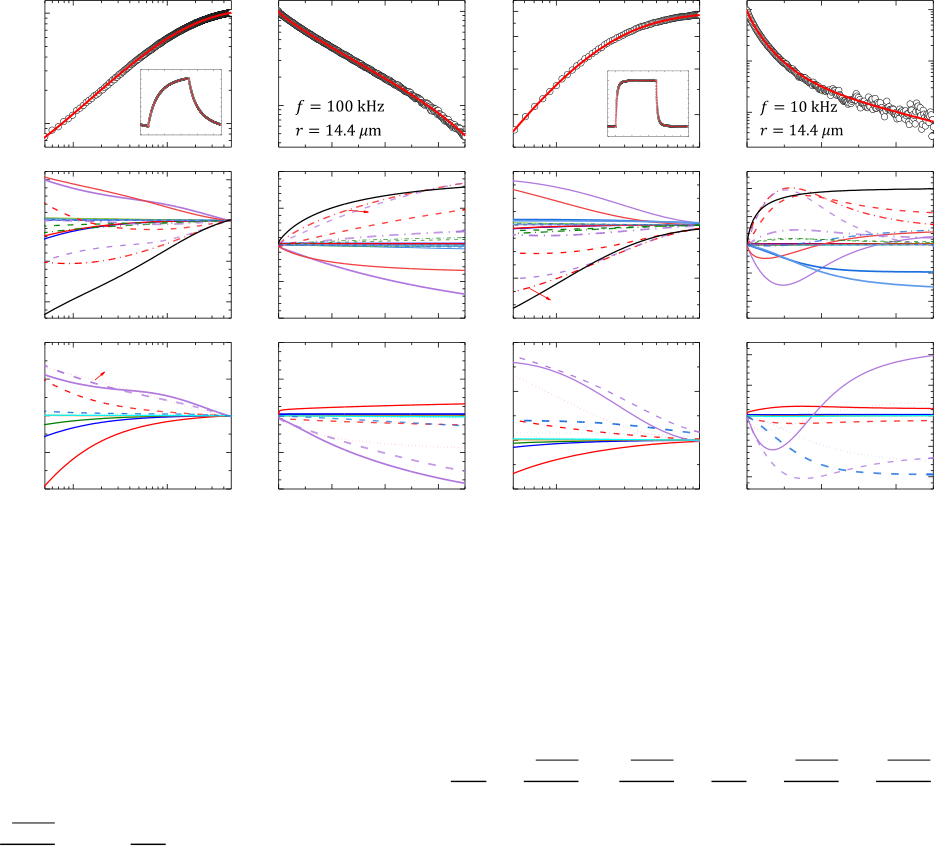 f = 100 kHz
r = 14.4 μm
f = 10 kHz
r = 14.4 μm